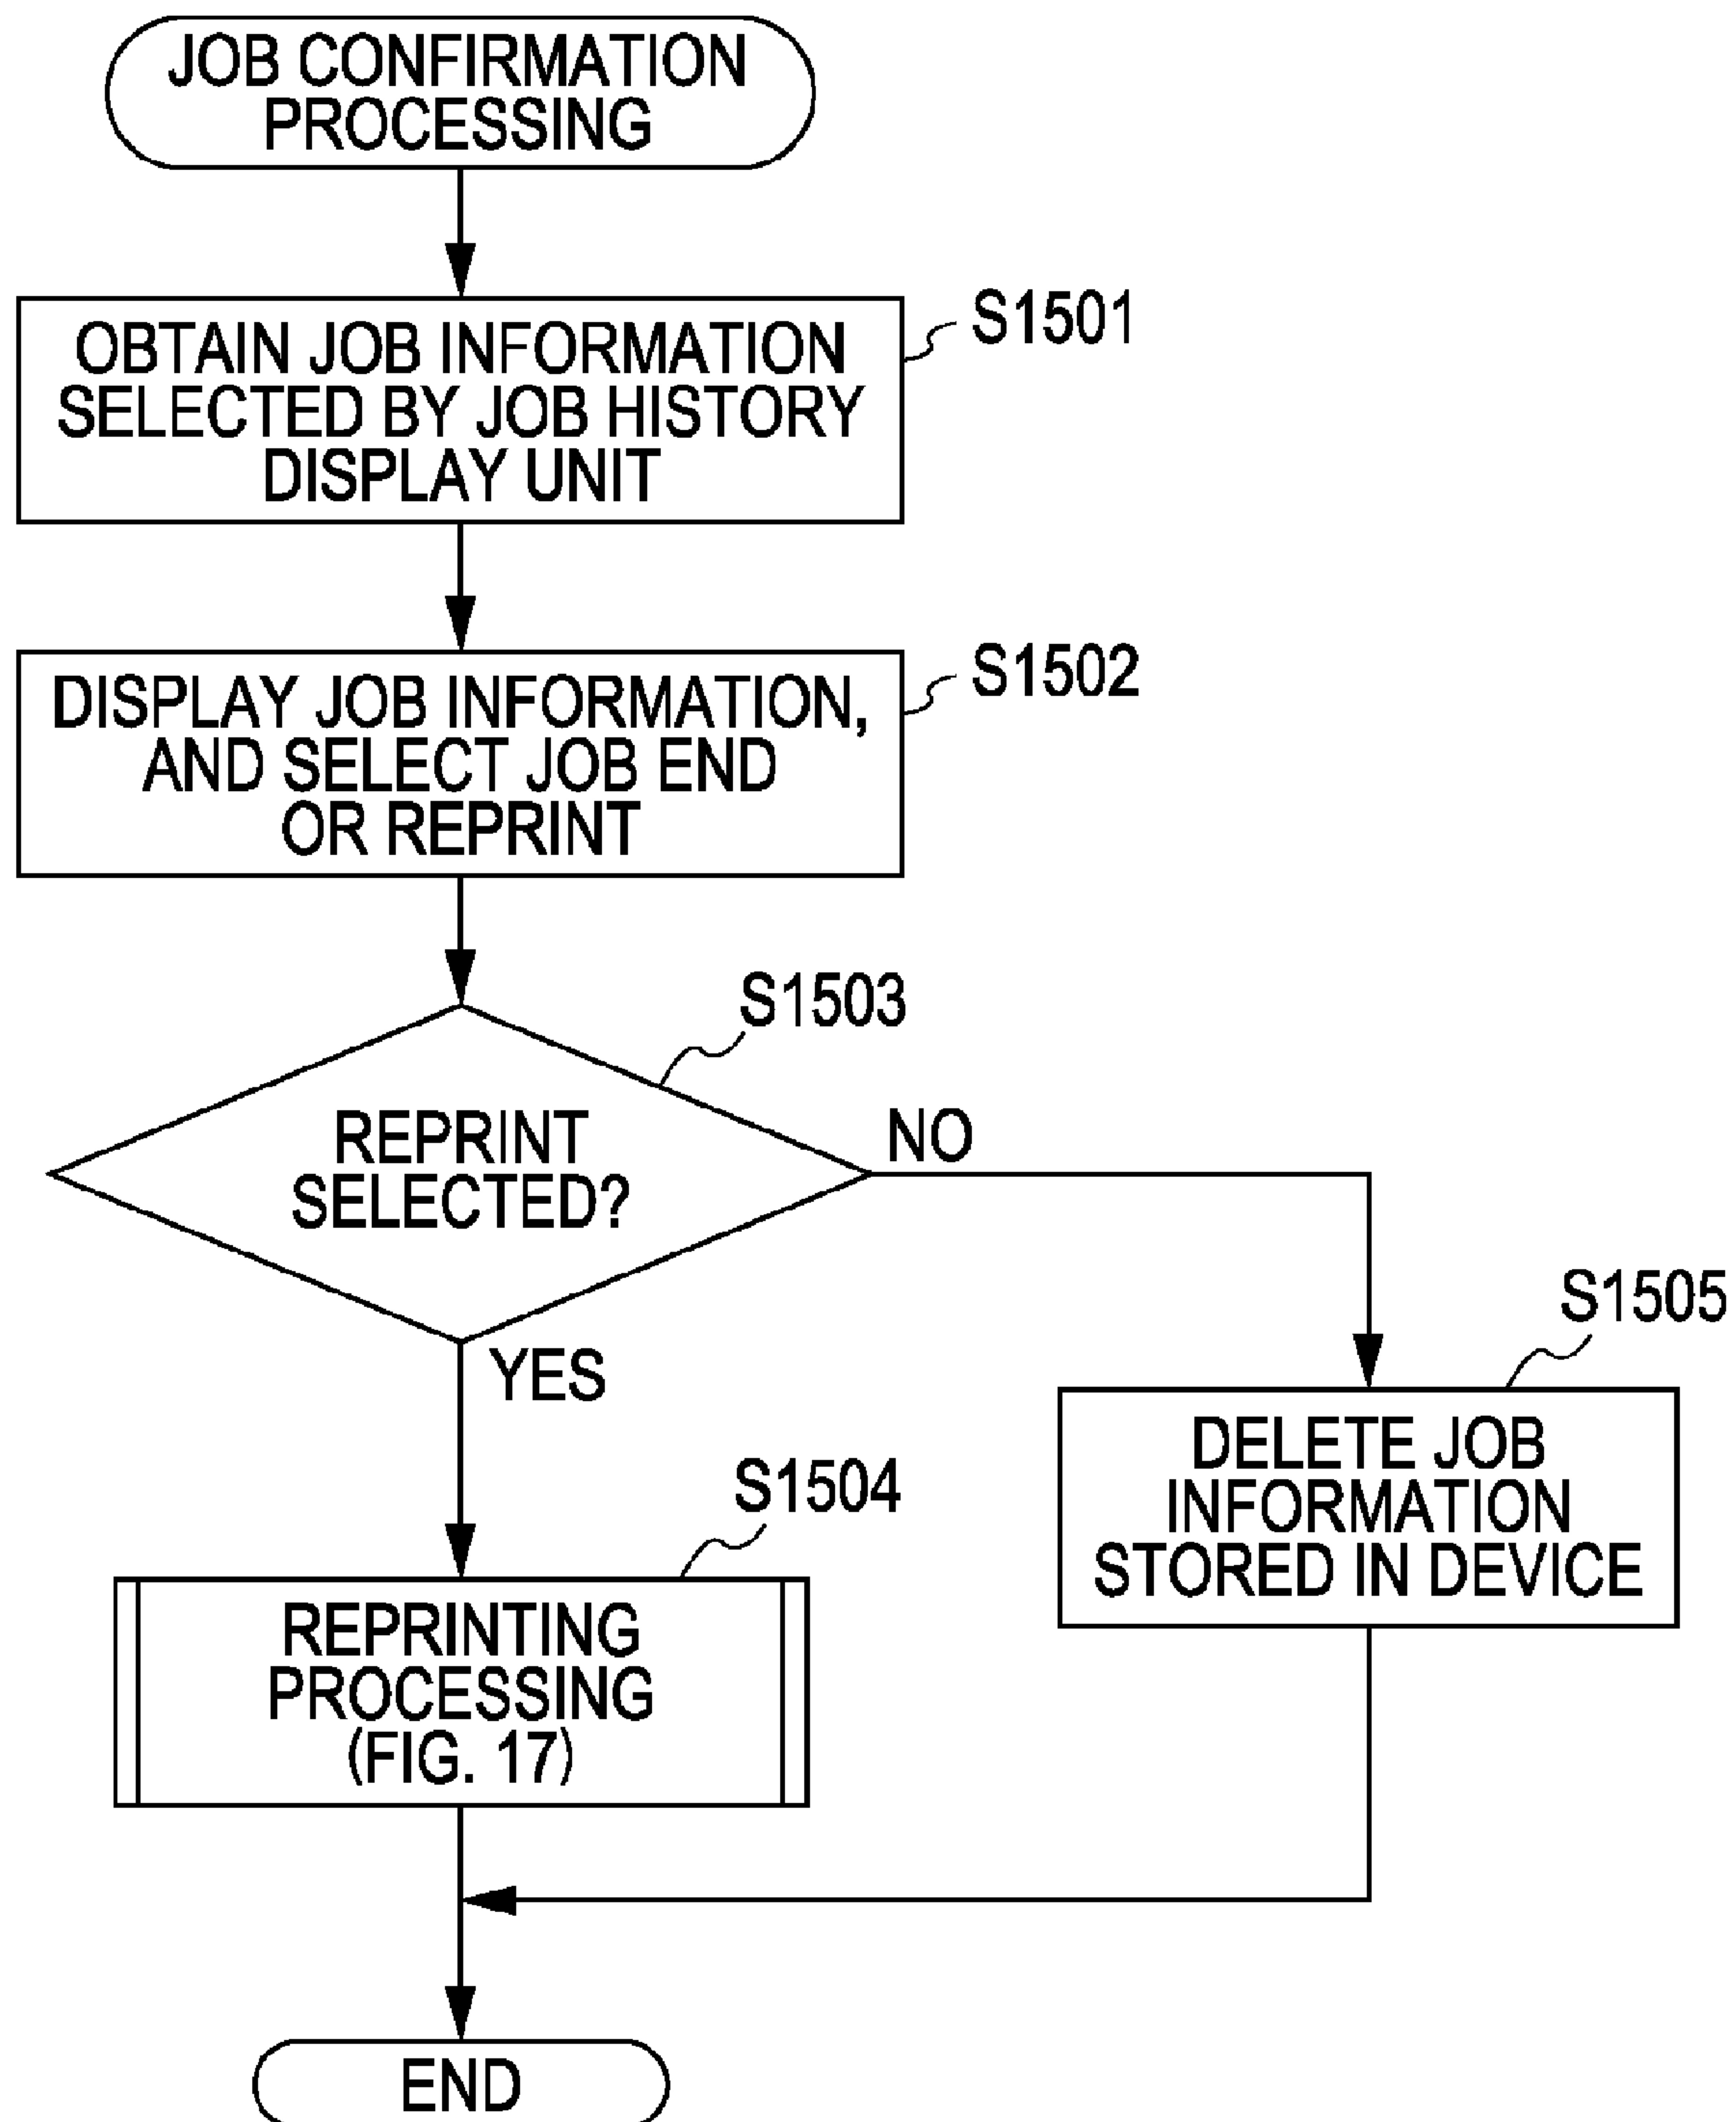 JOB CONFIRMATION
PROCESSING
S1501
OBTAIN JOB INFORMATION
SELECTED BY JOB HISTORY
DISPLAY UNIT
S1502
DISPLAY JOB INFORMATION,
AND SELECT JOB END
OR REPRINT
S1503
REPRINT
SELECTED?
NO
YES
S1505
DELETE JOB
INFORMATION
STORED IN DEVICE
S1504
REPRINTING
PROCESSING
(FIG. 17)
END